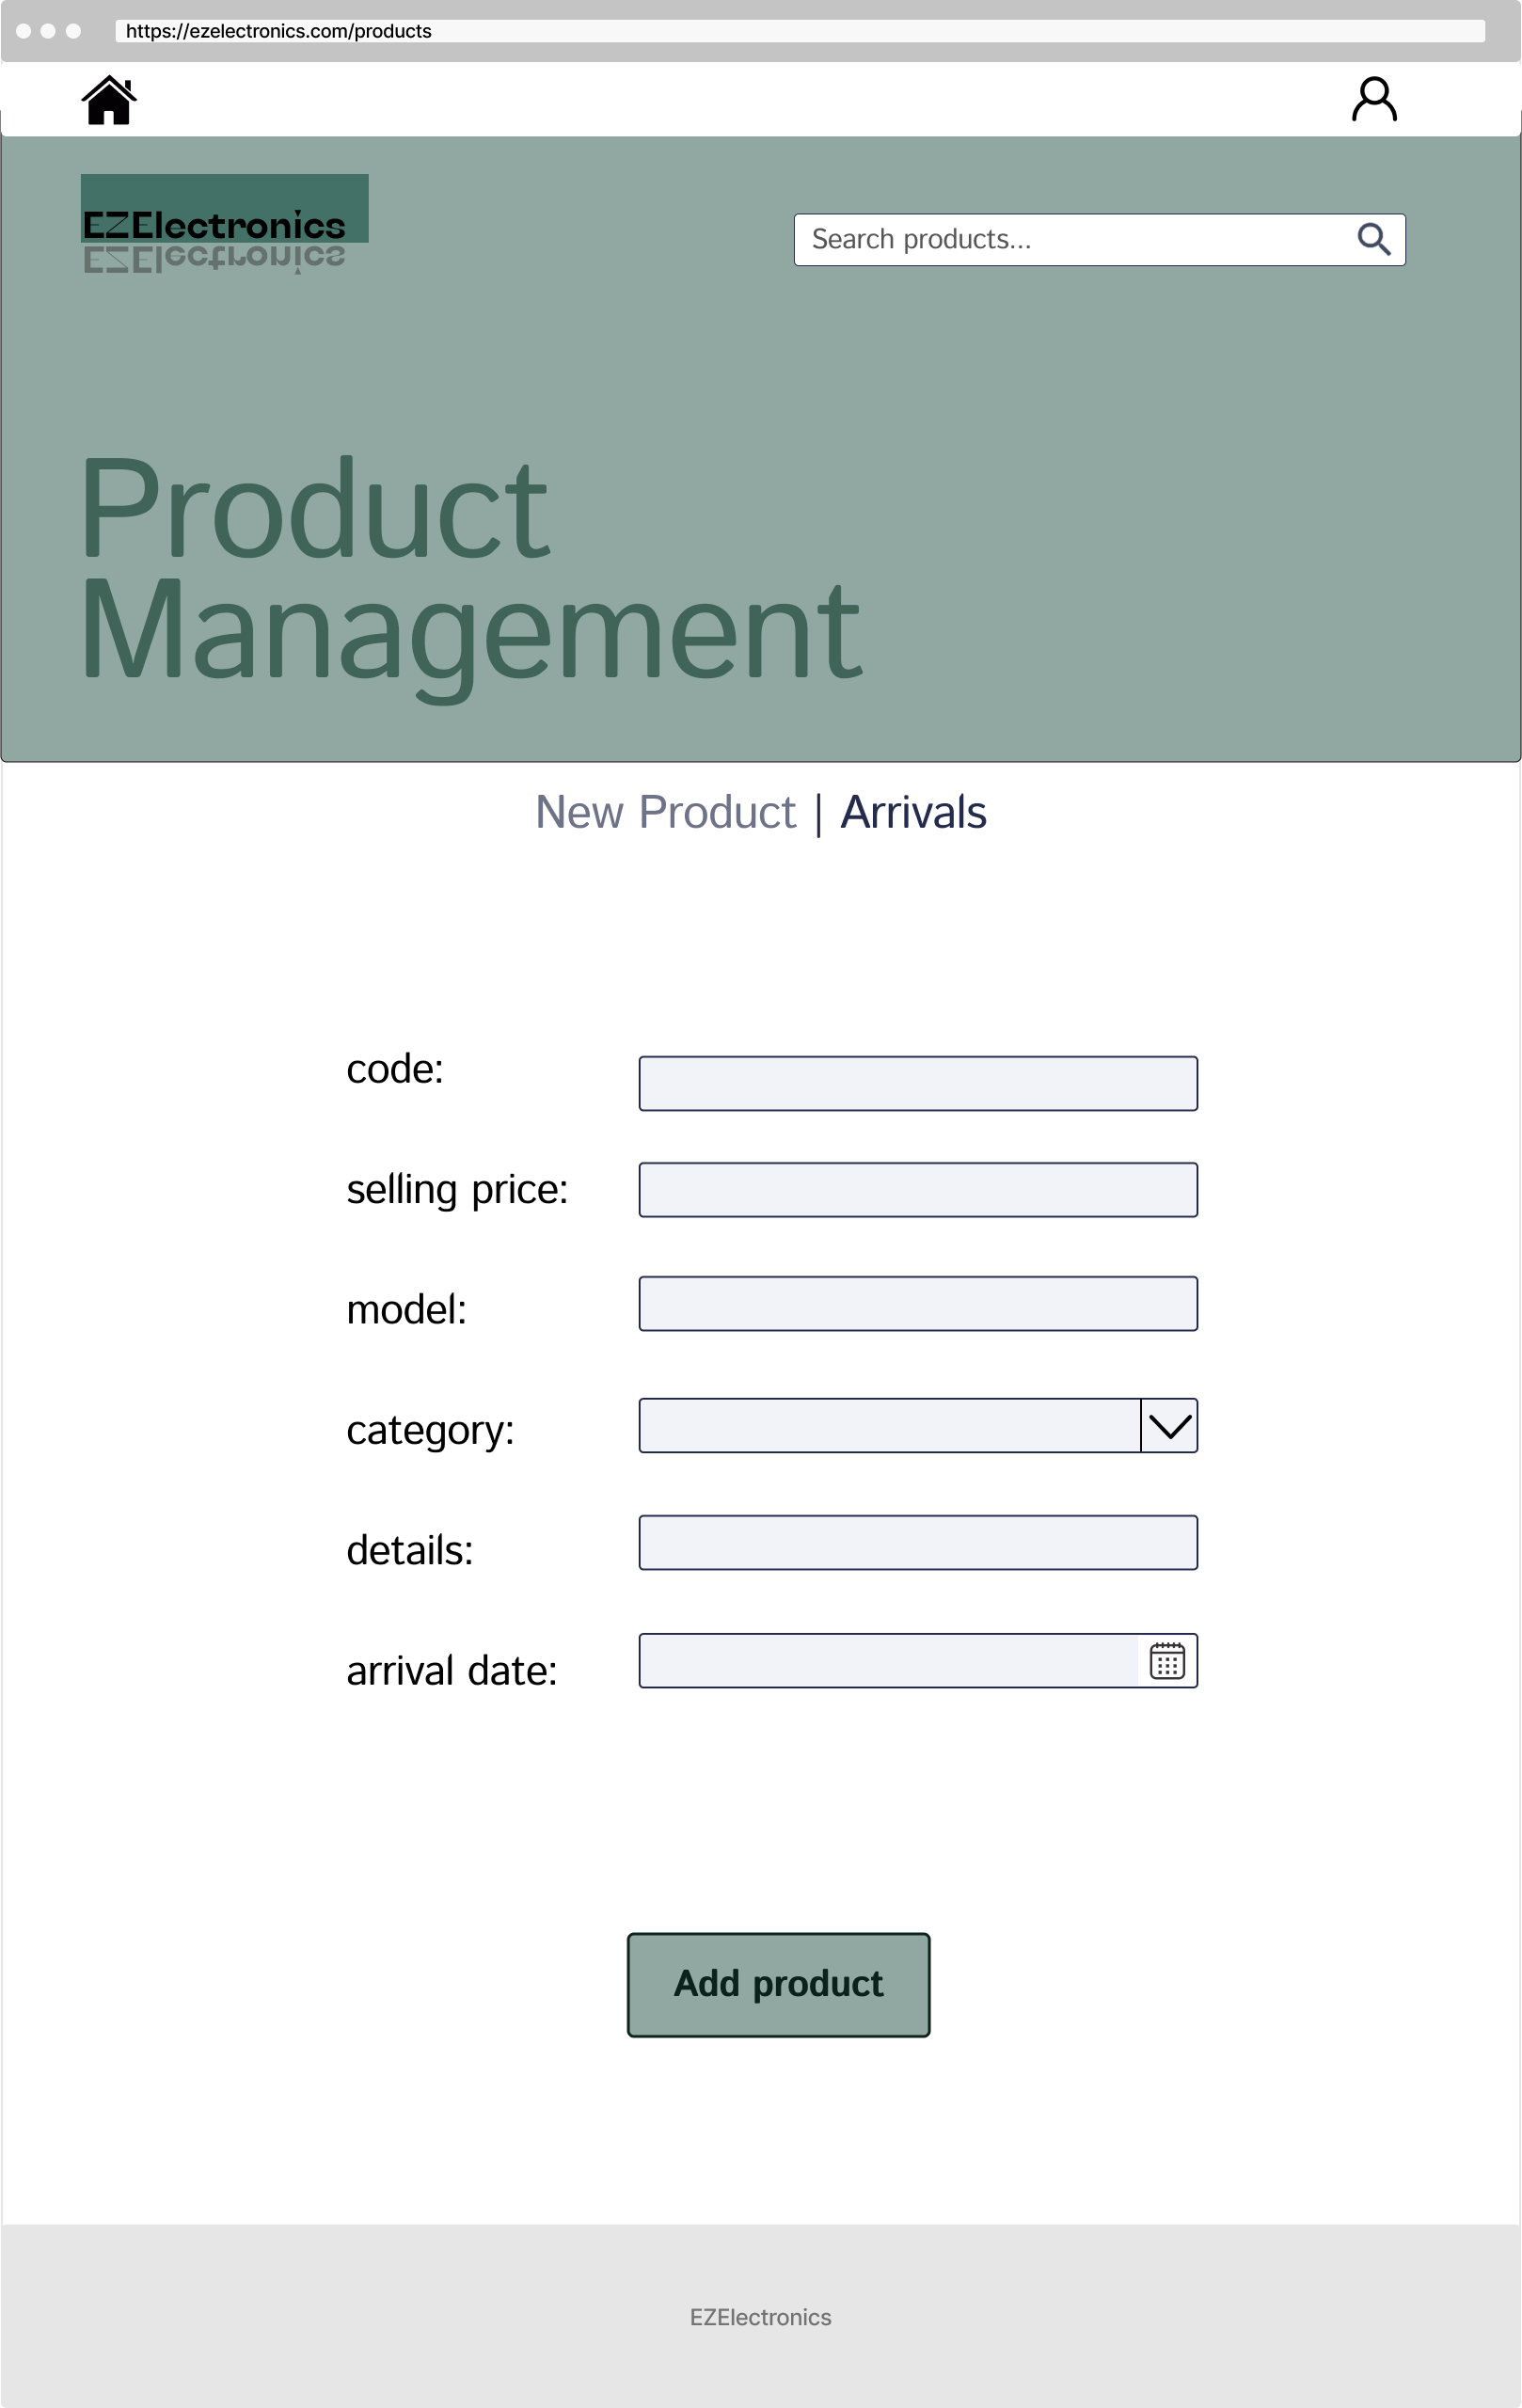 https://ezelectronics.com/products
EZElectronics
EZElectronics
Search products...
Product
Management
New Product | Arrivals
code:
selling price:
model:
category:
details:
arrival date:
Add product
EZElectronics